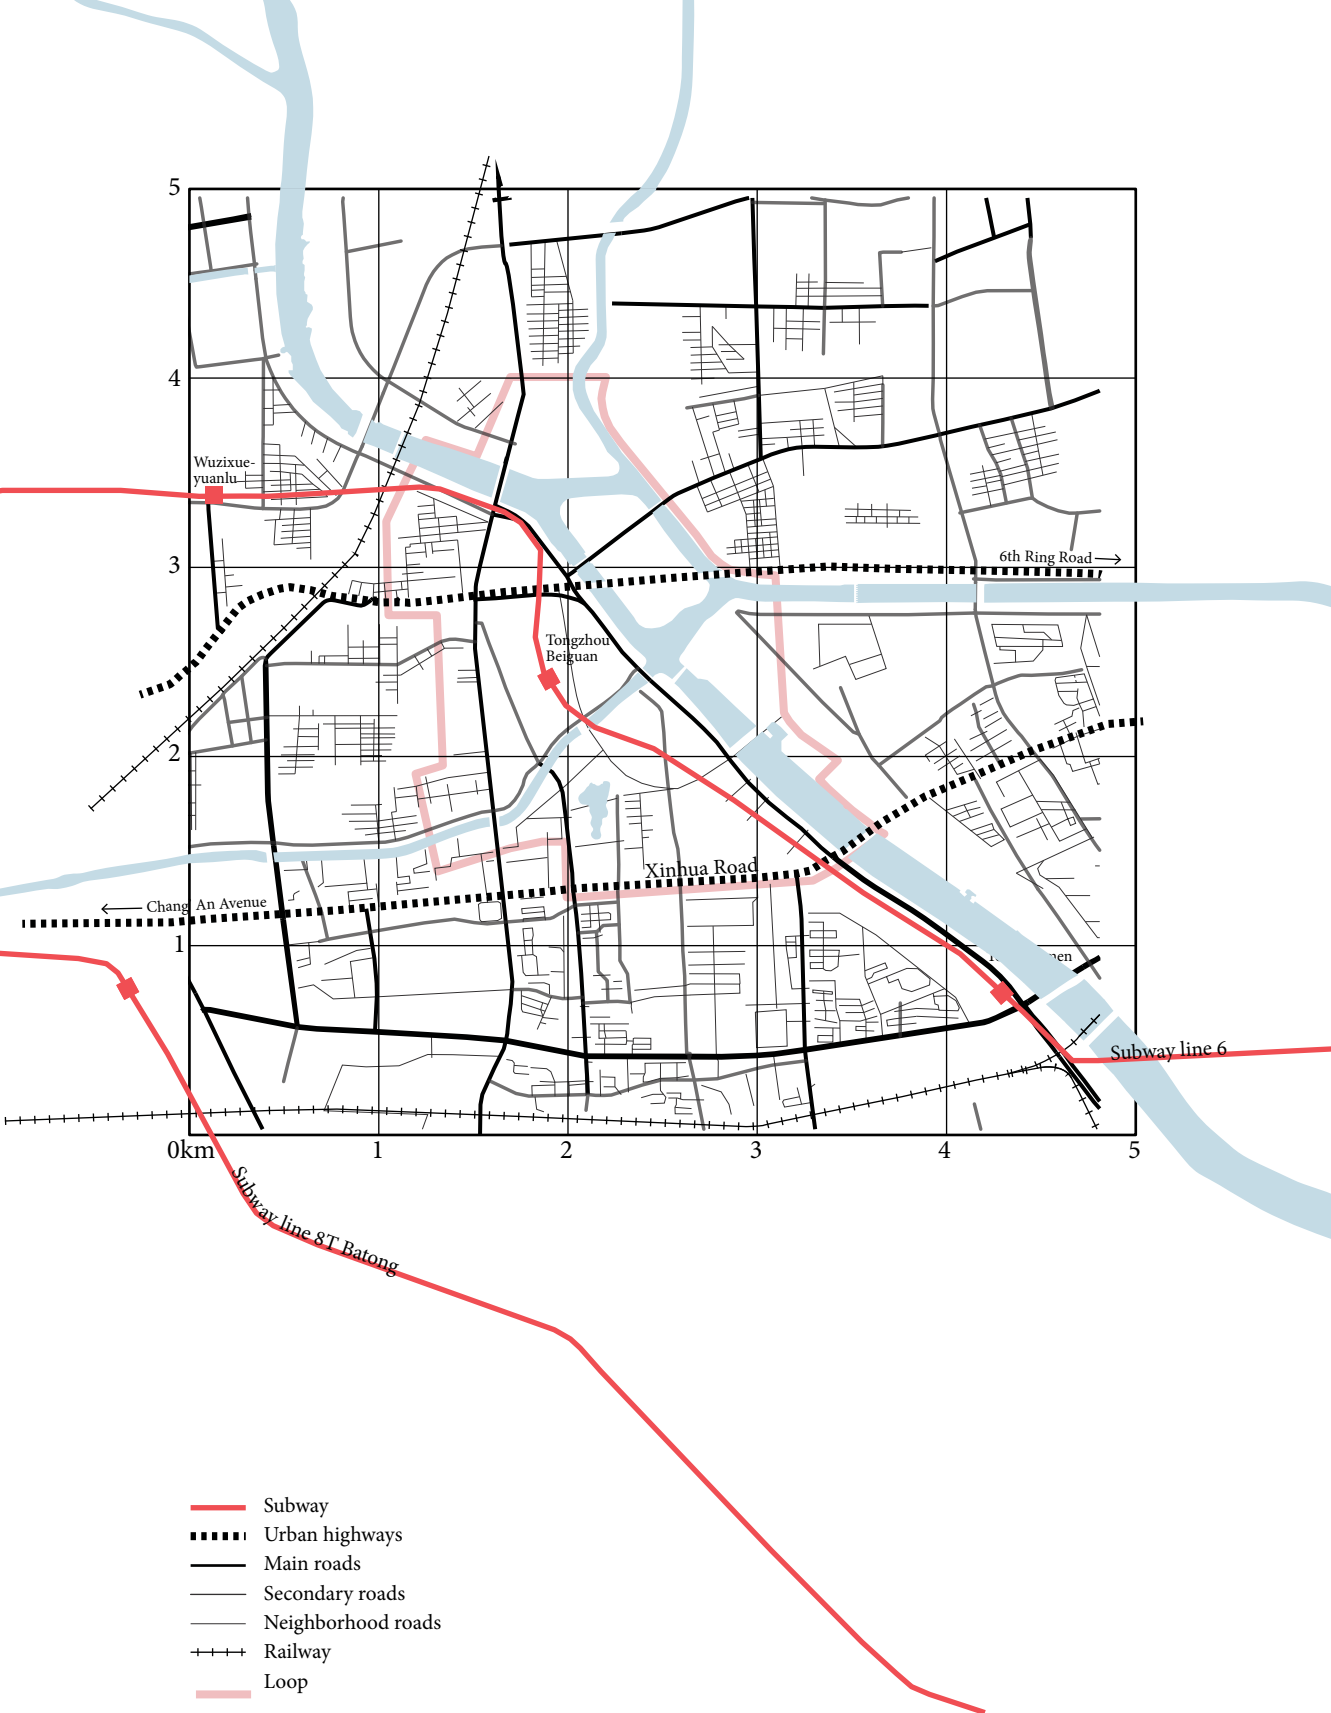 5
4
Wuzixue-
yuanlu
3
6th Ring Road
Tongzhou
Beiguan
2
Xinhua Road
Chang An Avenue
1
Subway line 6
0km
1
2
3
4
5
Subway line 8T Batong
Subway
Urban highways
Main roads
Secondary roads
Neighborhood roads
Railway
Loop